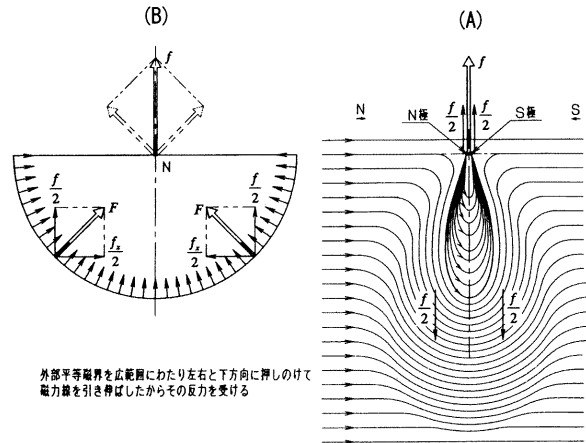 (B)
(A)
f
f
N
S
N極
f/2
f/2
S極
N
f/2
F
F
f/2
fs/2
fs/2
f/2
f/2
外部平等磁界を広範囲にわたり左右と下方向に押しのけて
磁力線を引き伸ばしたからその反力を受ける